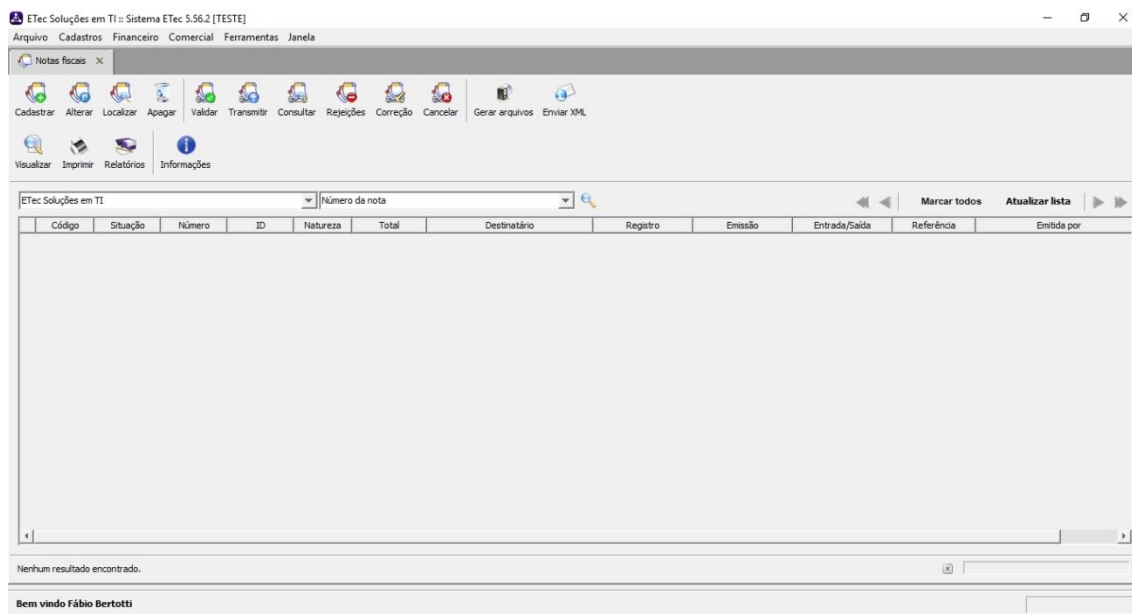 ETec Soluções em TI :: Sistema ETec 5.56.2 [TESTE]
Arquivo Cadastros Financeiro Comercial Ferramentas Janela
Notas fiscais
Cadastrar Alterar Localizar Apagar Validar Transmitir Consultar Rejeições Correção Cancelar Gerar arquivos Enviar XML
Visualizar Imprimir Relatórios Informações
ETec Soluções em TI Número da nota Marcar todos Atualizar lista
Código Situação Número ID Natureza Total Destinatário Registro Emissão Entrada/Saída Referência Emitida por
Nenhum resultado encontrado.
Bem vindo Fábio Bertotti